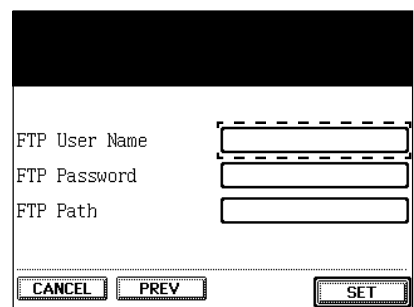 FTP User Name
FTP Password
FTP Path
CANCEL PREV SET